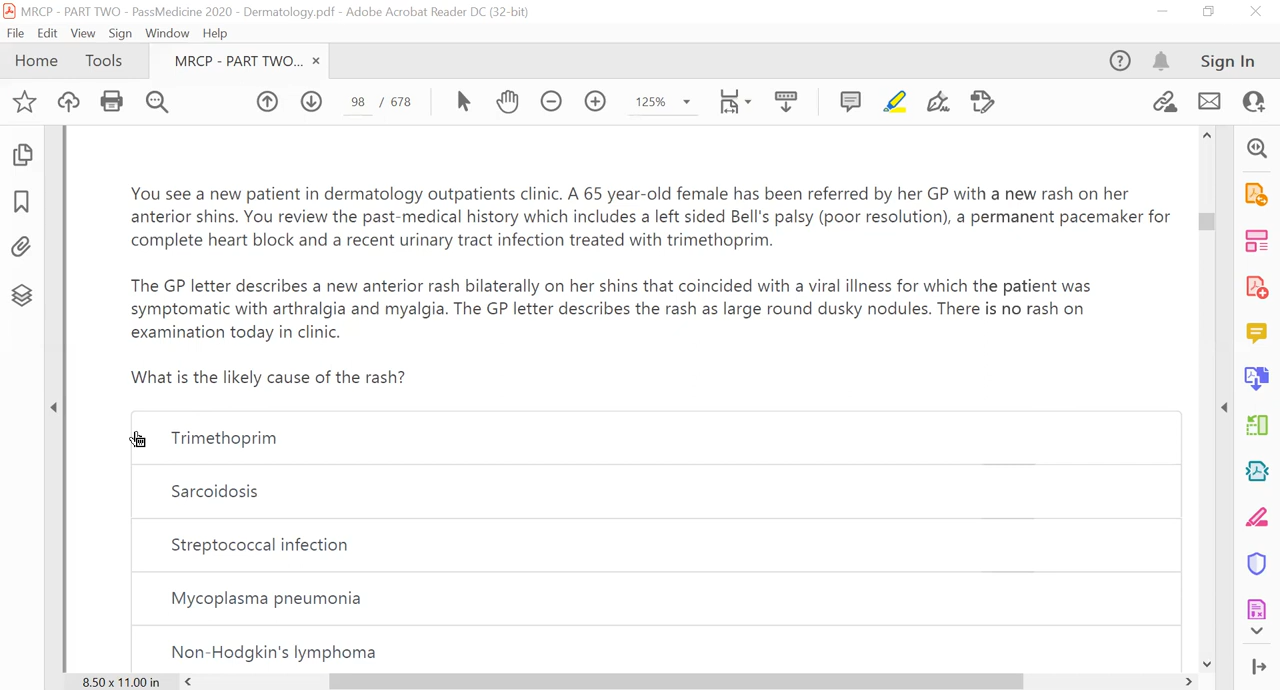 MRCP - PART TWO - PassMedicine 2020 - Dermatology.pdf - Adobe Acrobat Reader DC (32-bit)
File Edit View Sign Window Help
Home Tools MRCP - PART TWO... × Sign In
98 / 678 125%
You see a new patient in dermatology outpatients clinic. A 65 year-old female has been referred by her GP with a new rash on her
anterior shins. You review the past-medical history which includes a left sided Bell's palsy (poor resolution), a permanent pacemaker for
complete heart block and a recent urinary tract infection treated with trimethoprim.
The GP letter describes a new anterior rash bilaterally on her shins that coincided with a viral illness for which the patient was
symptomatic with arthralgia and myalgia. The GP letter describes the rash as large round dusky nodules. There is no rash on
examination today in clinic.
What is the likely cause of the rash?
Trimethoprim
Sarcoidosis
Streptococcal infection
Mycoplasma pneumonia
Non-Hodgkin's lymphoma
8.50 x 11.00 in